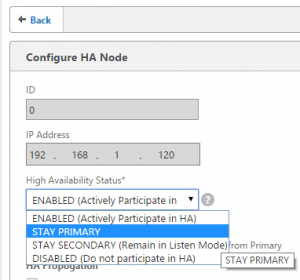 Back
Configure HA Node
ID
0
IP Address
192 . 168 . 1 . 120
High Availability Status*
ENABLED (Actively Participate in
?
ENABLED (Actively Participate in HA)
STAY PRIMARY
STAY SECONDARY (Remain in Listen Mode) from Primary
DISABLED (Do not participate in HA)
STAY PRIMARY
HA Propogation